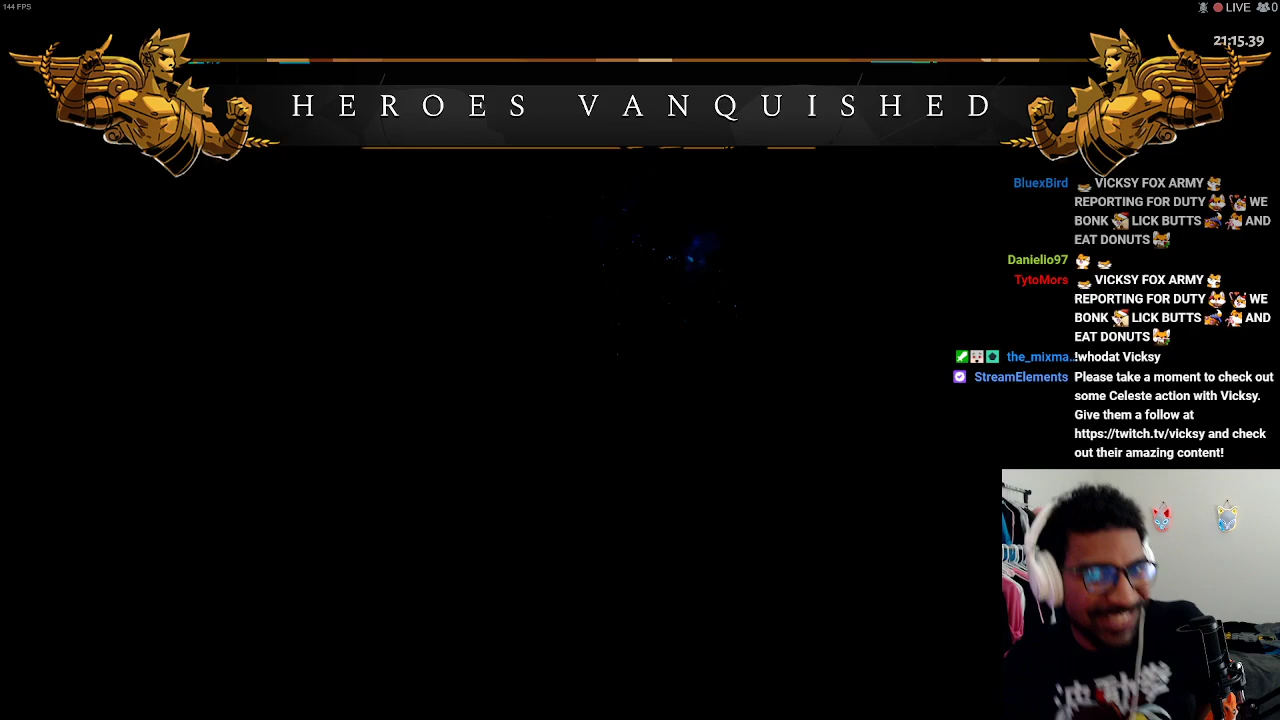 144 FPS
LIVE 0
21:15.39
HEROES VANQUISHED
BluexBird VICKSY FOX ARMY
REPORTING FOR DUTY WE
BONK LICK BUTTS AND
EAT DONUTS
Danielio97
TytoMors VICKSY FOX ARMY
REPORTING FOR DUTY WE
BONK LICK BUTTS AND
EAT DONUTS
the_mixma.. !whodat Vicksy
StreamElements Please take a moment to check out
some Celeste action with Vicksy.
Give them a follow at
https://twitch.tv/vicksy and check
out their amazing content!